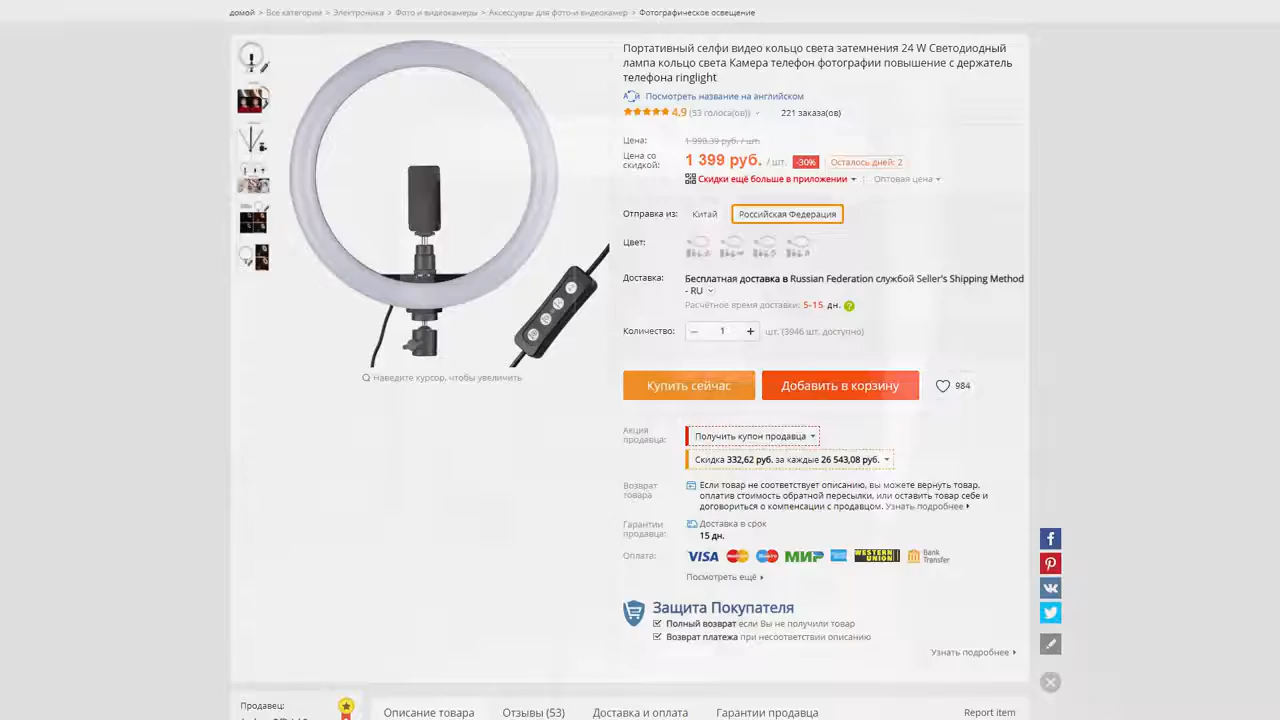 домой > Все категории > Электроника > Фото и видеокамеры > Аксессуары для фото-и видеокамер > Фотографическое освещение
Портативный селфи видео кольцо света затемнения 24 W Светодиодный
лампа кольцо света Камера телефон фотографии повышение с держатель
телефона ringlight
Посмотреть название на английском
4.9 (53 голоса(ов)) 221 заказа(ов)
Цена: 1 998,39 руб. / шт.
Цена со скидкой: 1 399 руб. / шт. -30% Осталось дней: 2
Скидки ещё больше в приложении Оптовая цена
Отправка из: Китай Российская Федерация
Цвет:
Доставка: Бесплатная доставка в Russian Federation службой Seller's Shipping Method
- RU
Расчётное время доставки: 5-15 дн. ?
Количество: – 1 + шт. (3946 шт. доступно)
Наведите курсор, чтобы увеличить
Купить сейчас Добавить в корзину 984
Акция продавца: Получить купон продавца
Скидка 332,62 руб. за каждые 26 543,08 руб.
Возврат товара Если товар не соответствует описанию, вы можете вернуть товар,
оплатив стоимость обратной пересылки, или оставить товар себе и
договориться о компенсации с продавцом. Узнать подробнее
Гарантии продавца: Доставка в срок
15 дн.
Оплата: VISA MasterCard Maestro МИР WESTERN UNION Bank Transfer
Посмотреть ещё
Защита Покупателя
Полный возврат если Вы не получили товар
Возврат платежа при несоответствии описанию
Узнать подробнее
Продавец:
Описание товара Отзывы (53) Доставка и оплата Гарантии продавца Report item